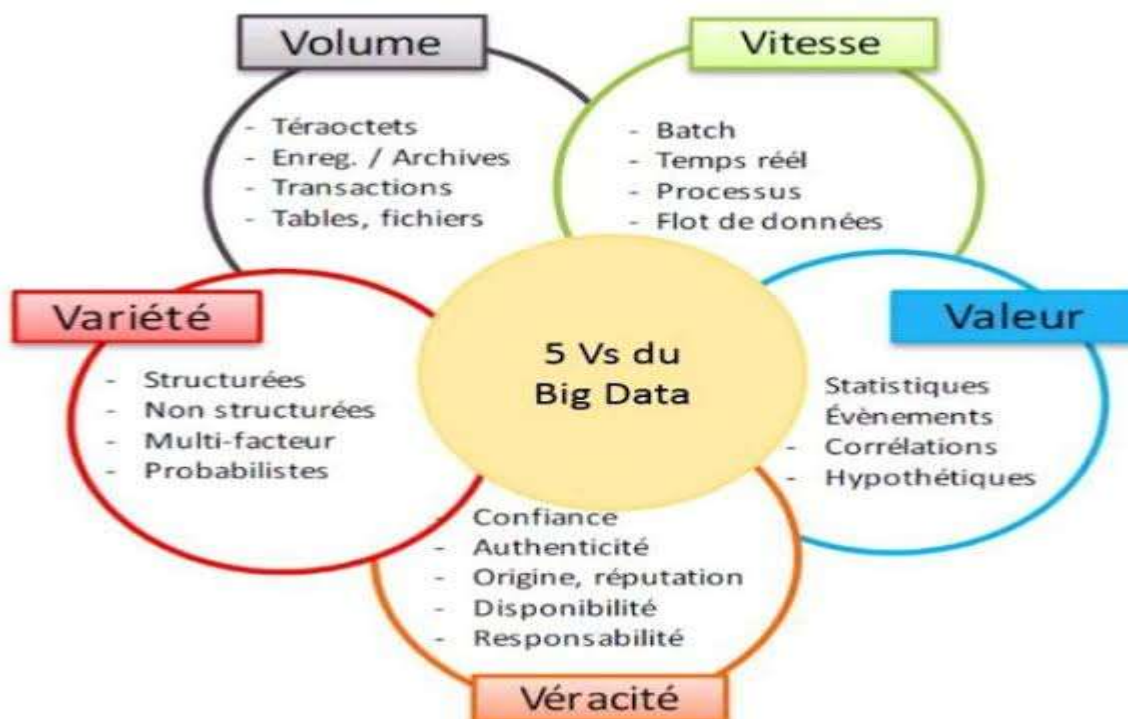 Volume
- Téraoctets
- Enreg. / Archives
- Transactions
- Tables, fichiers
Vitesse
- Batch
- Temps réél
- Processus
- Flot de données
Variété
- Structurées
- Non structurées
- Multi-facteur
- Probabilistes
5 Vs du
Big Data
Valeur
Statistiques
Évènements
- Corrélations
- Hypothétiques
- Confiance
- Authenticité
- Origine, réputation
- Disponibilité
- Responsabilité
Véracité